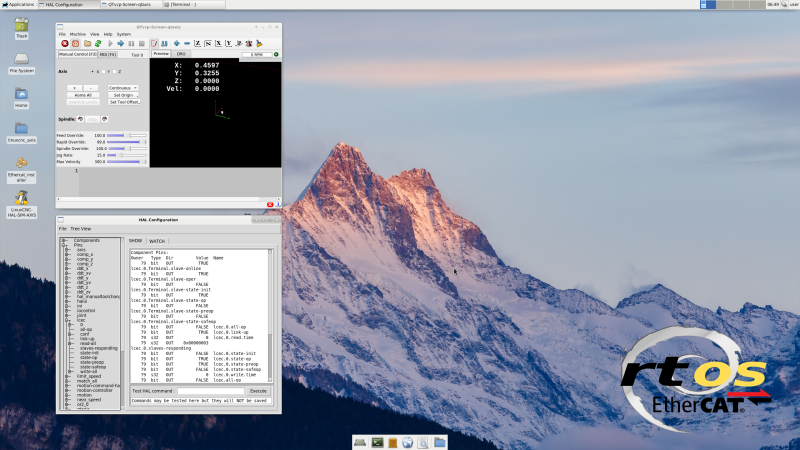 Applications
HAL Configuration
QTvcp-Screen-qtaxis
[Terminal - ]
06:49
user
Trash
File System
Home
linuxcnc_axis
Ethercat_inst
aller
LinuxCNC-
HAL-SIM-AXIS
QTvcp-Screen-qtaxis
File Machine View Help System
Manual Control [F3] MDI [F5] Tool 0
Preview DRO
0 RPM
Axis
X Y Z
- + Continuous
Home All Set Origin
Set Tool Offset
Spindle:
Feed Override: 100.0
Rapid Override: 99.0
Spindle Override: 100.0
Jog Rate: 15.0
Max Velocity 300.0
X: 0.4597
Y: 0.3255
Z: 0.0000
Vel: 0.0000
1
HAL Configuration
File Tree View
Components
Pins
axis
comp_x
comp_y
comp_z
ddt_x
ddt_xv
ddt_y
ddt_yv
ddt_z
ddt_zv
hal_manualtoolchang
halui
ini
iocontrol
joint
lcec
0
all-op
conf
link-up
read-all
slaves-responding
state-init
state-op
state-preop
state-safeop
write-all
limit_speed
match_all
motion-command-ha
motion-controller
motion
near_speed
SHOW WATCH
Component Pins:
Owner Type Dir Value Name
79 bit OUT TRUE
lcec.0.Terminal.slave-online
79 bit OUT TRUE
lcec.0.Terminal.slave-oper
79 bit OUT FALSE
lcec.0.Terminal.slave-state-init
79 bit OUT TRUE
lcec.0.Terminal.slave-state-op
79 bit OUT FALSE
lcec.0.Terminal.slave-state-preop
79 bit OUT FALSE
lcec.0.Terminal.slave-state-safeop
79 bit OUT FALSE lcec.0.all-op
79 bit OUT TRUE lcec.0.link-up
79 s32 OUT 0 lcec.0.read.time
79 u32 OUT 0x00000003
lcec.0.slaves-responding
79 bit OUT FALSE lcec.0.state-init
79 bit OUT TRUE lcec.0.state-op
79 bit OUT TRUE lcec.0.state-preop
79 bit OUT FALSE lcec.0.state-safeop
79 s32 OUT 0 lcec.0.write.time
79 bit OUT FALSE lcec.all-op
Test HAL command : Execute
Commands may be tested here but they will NOT be saved
rtos
EtherCAT®